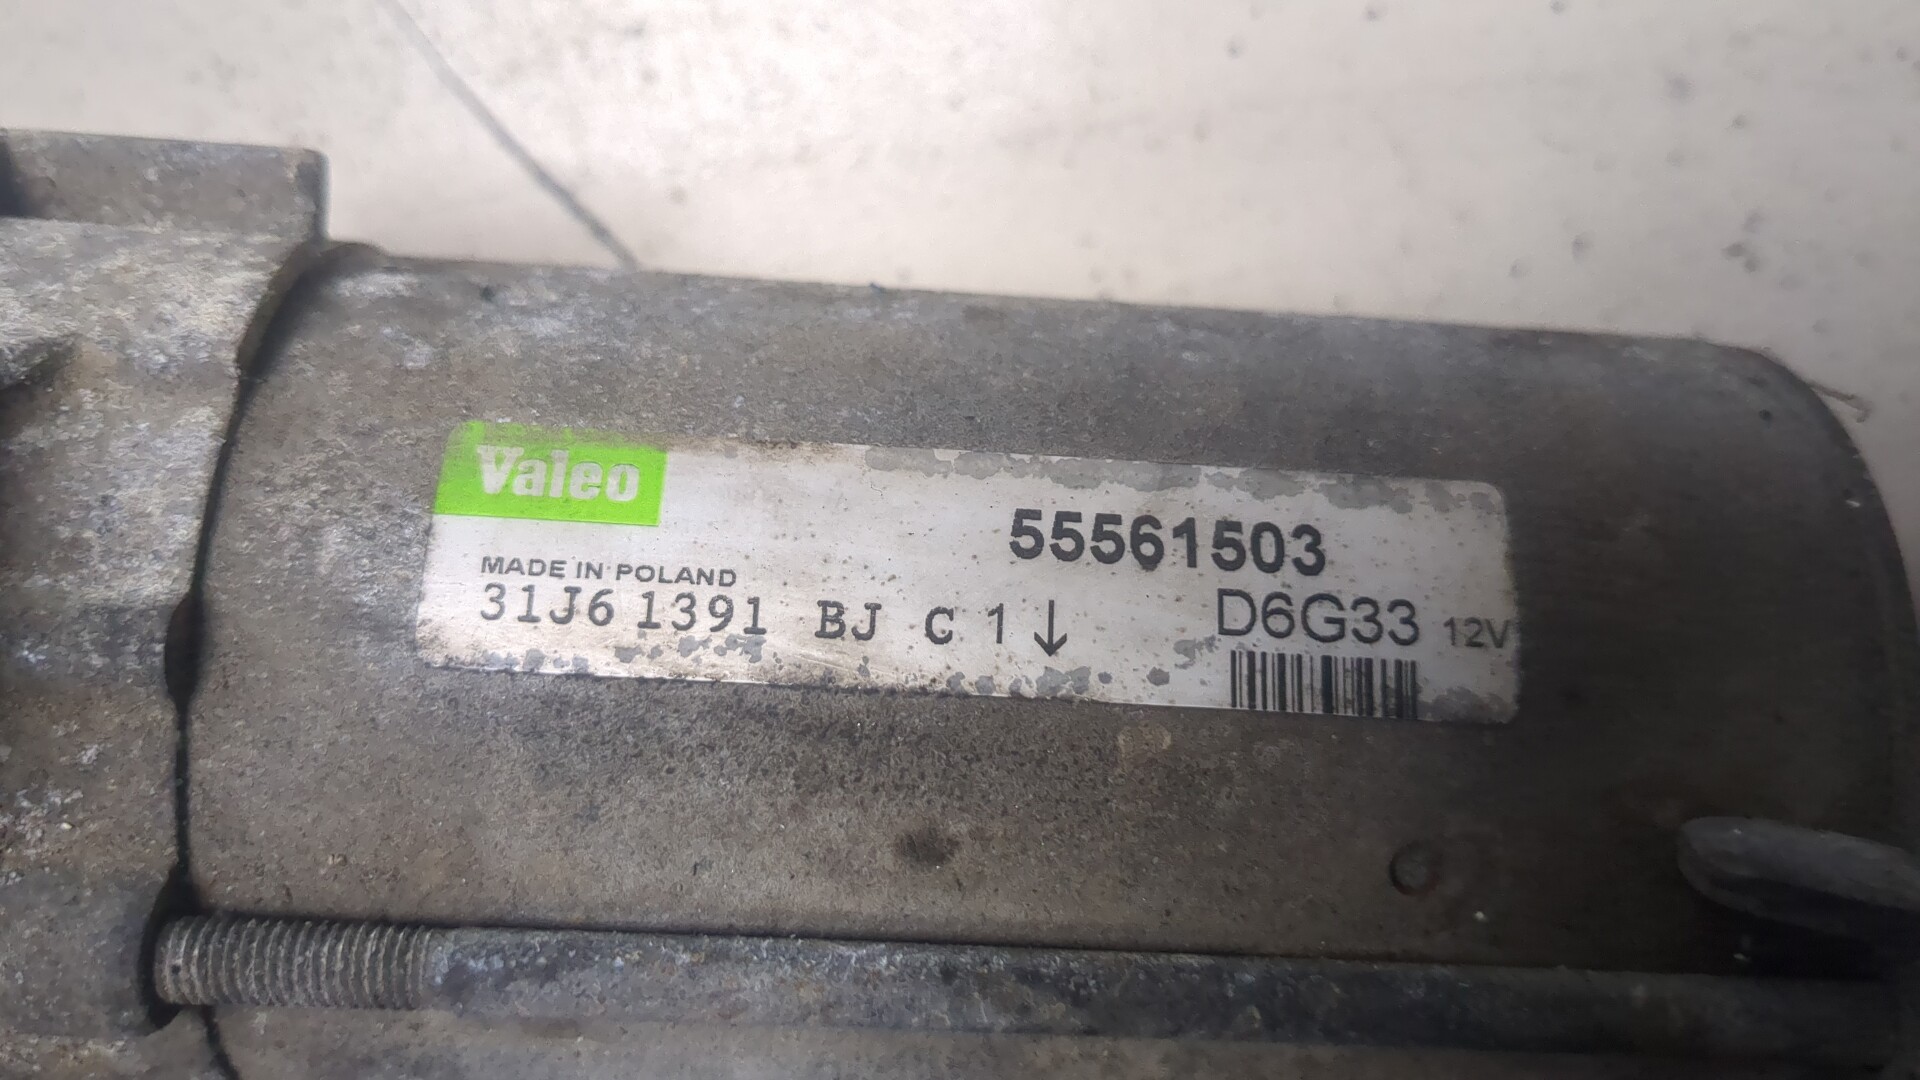 Valeo
55561503
MADE IN POLAND
31J6 1391 BJ C 1 ↓
D6G33 12V